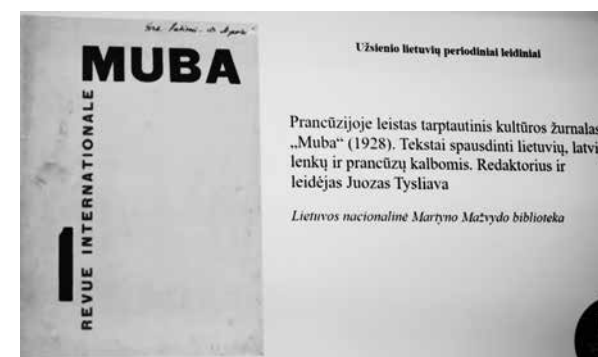 MUBA
REVUE INTERNATIONALE
1
Užsienio lietuvių periodiniai leidiniai
Prancūzijoje leistas tarptautinis kultūros žurnalas
„Muba“ (1928). Tekstai spausdinti lietuvių, latvi
lenkų ir prancūzų kalbomis. Redaktorius ir
leidėjas Juozas Tysliava
Lietuvos nacionalinė Martyno Mažvydo biblioteka